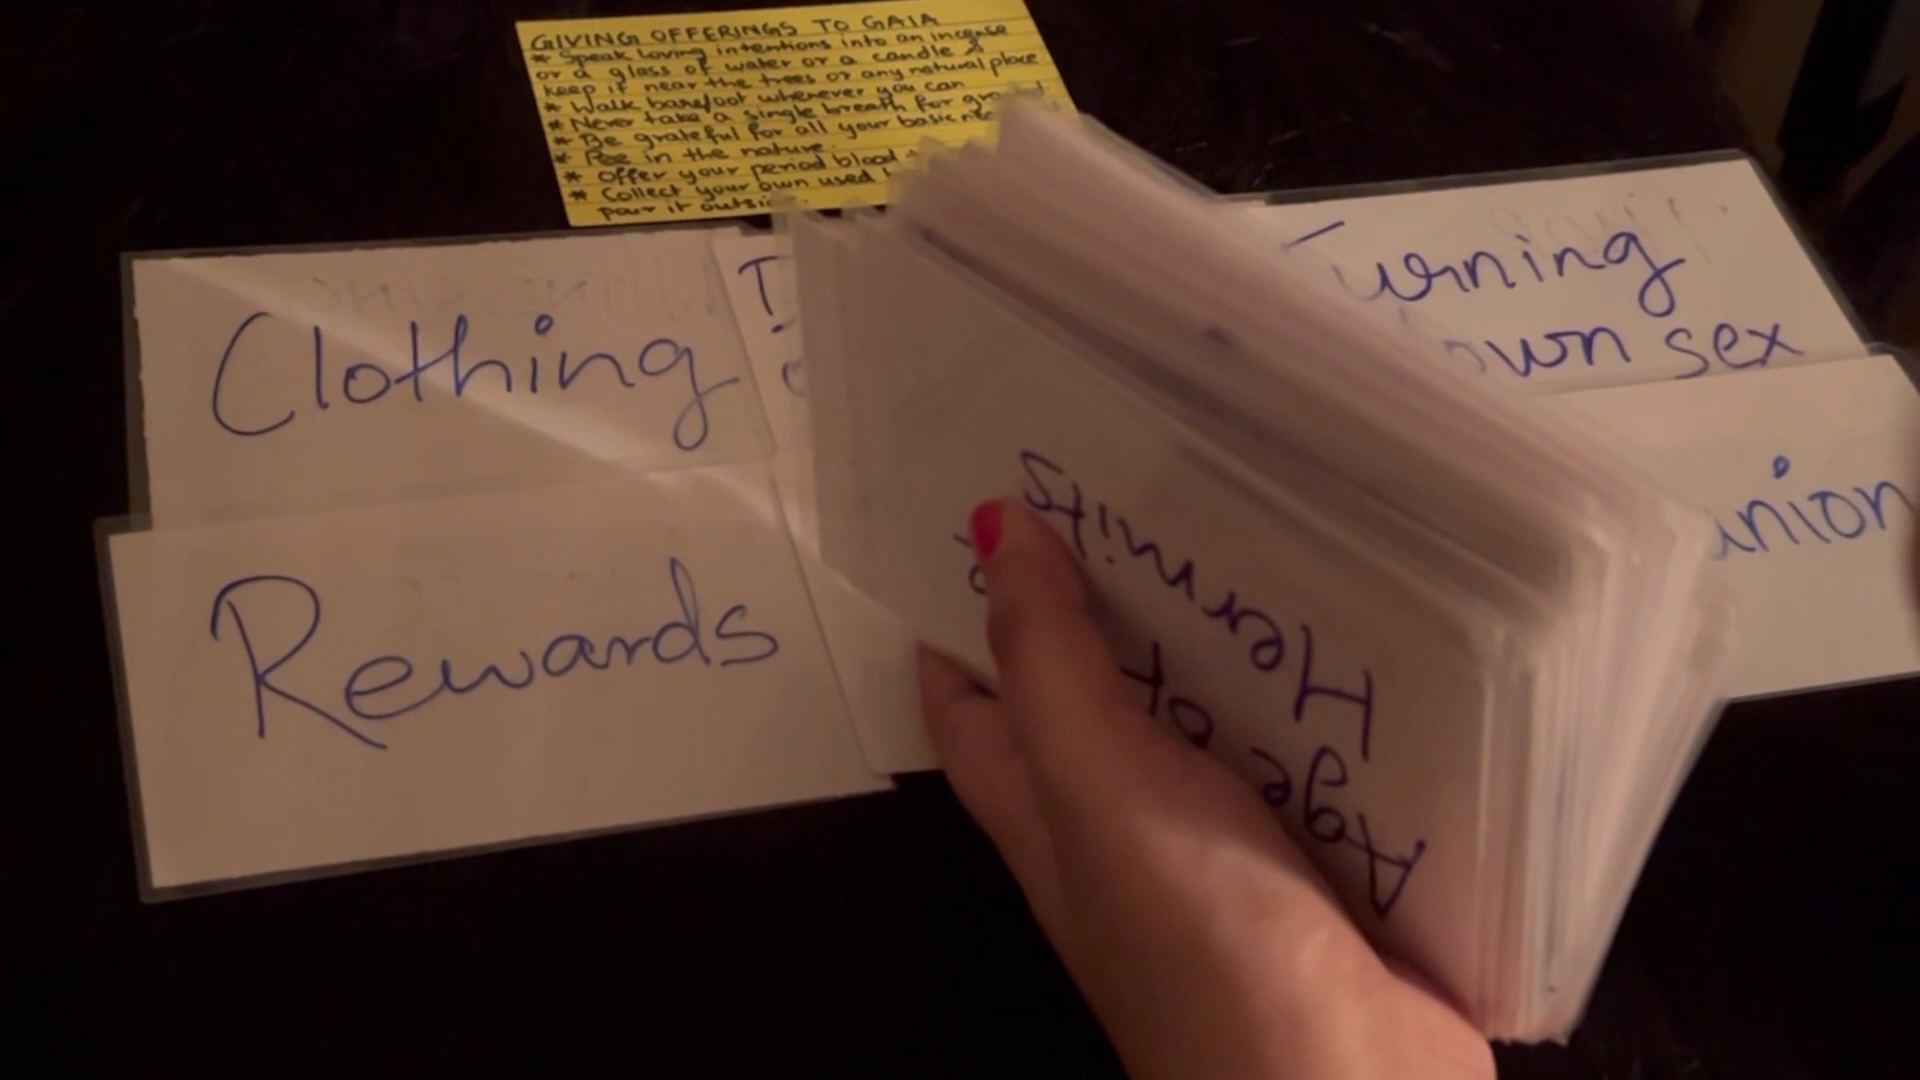 GIVING OFFERINGS TO GAIA
* Speak loving intentions into an incense
or a glass of water or a candle &
keep it near the trees or any natural place
* Walk barefoot wherever you can
* Never take a single breath for
* Be grateful for all your basic
* Pee in the nature.
* Offer your period blood
* Collect your own used
pour it outside
Clothing
Rewards
Turning
down sex
union
Age of
Hermits